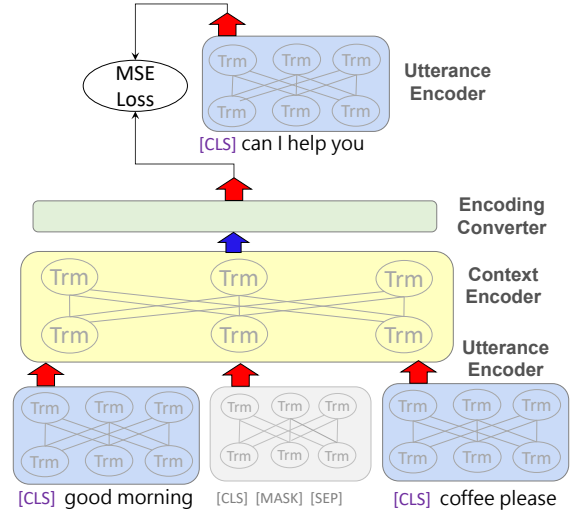 Trm Trm Trm
MSE
Loss
Utterance
Encoder
Trm Trm Trm
[CLS] can I help you
Encoding
Converter
Trm Trm Trm
Context
Encoder
Trm Trm Trm
Utterance
Encoder
Trm Trm Trm
Trm Trm Trm
[CLS] good morning
Trm Trm Trm
Trm Trm Trm
[CLS] [MASK] [SEP]
Trm Trm Trm
Trm Trm Trm
[CLS] coffee please